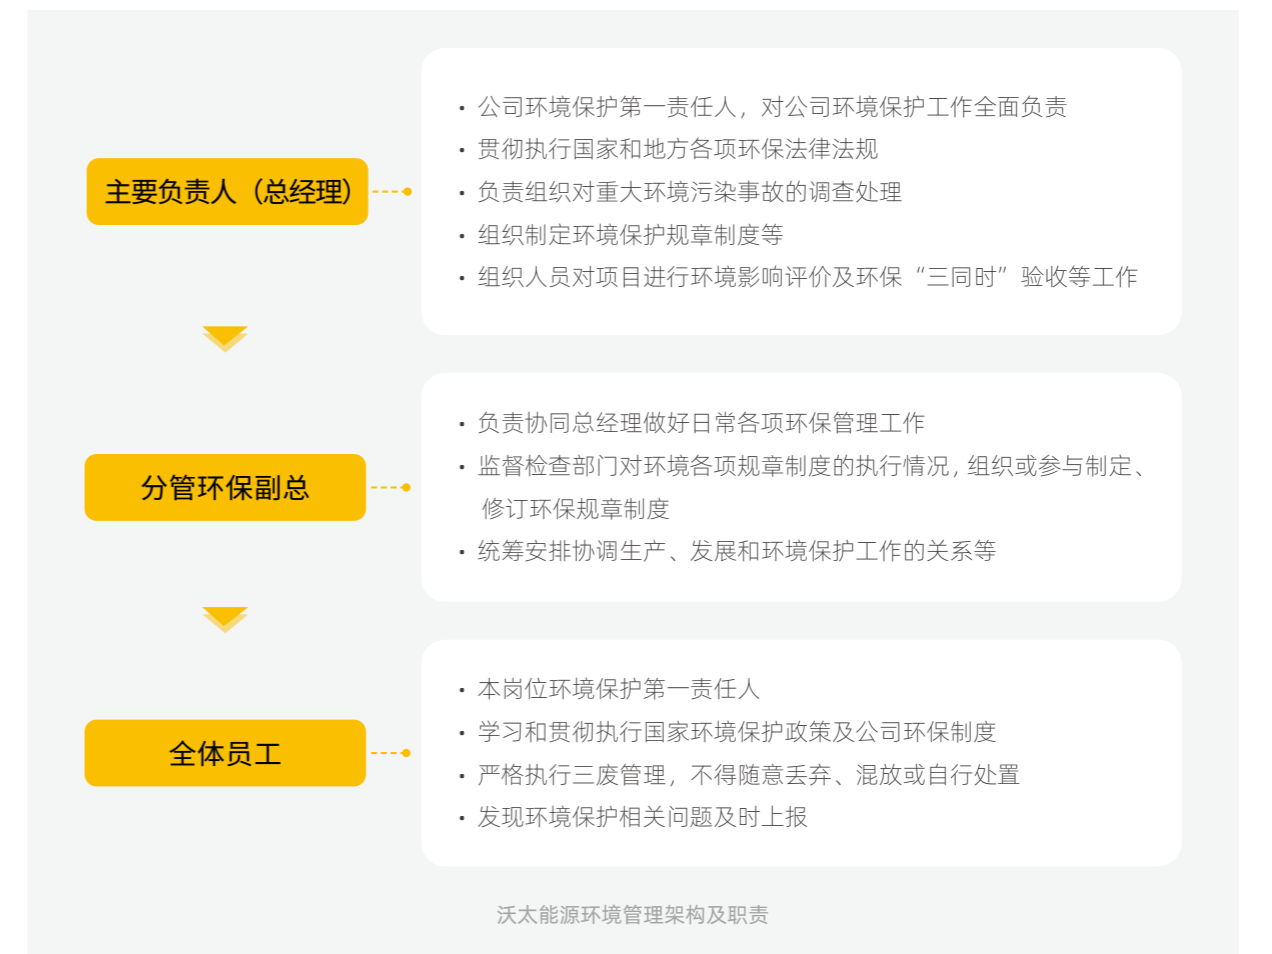 主要负责人（总经理）
• 公司环境保护第一责任人，对公司环境保护工作全面负责
• 贯彻执行国家和地方各项环保法律法规
• 负责组织对重大环境污染事故的调查处理
• 组织制定环境保护规章制度等
• 组织人员对项目进行环境影响评价及环保“三同时”验收等工作
分管环保副总
• 负责协同总经理做好日常各项环保管理工作
• 监督检查部门对环境各项规章制度的执行情况，组织或参与制定、
修订环保规章制度
• 统筹安排协调生产、发展和环境保护工作的关系等
全体员工
• 本岗位环境保护第一责任人
• 学习和贯彻执行国家环境保护政策及公司环保制度
• 严格执行三废管理，不得随意丢弃、混放或自行处置
• 发现环境保护相关问题及时上报
沃太能源环境管理架构及职责